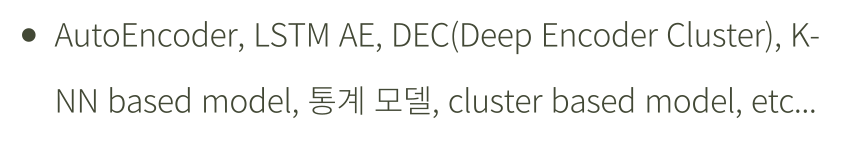 • AutoEncoder, LSTM AE, DEC(Deep Encoder Cluster), K-
NN based model, 통계 모델, cluster based model, etc...